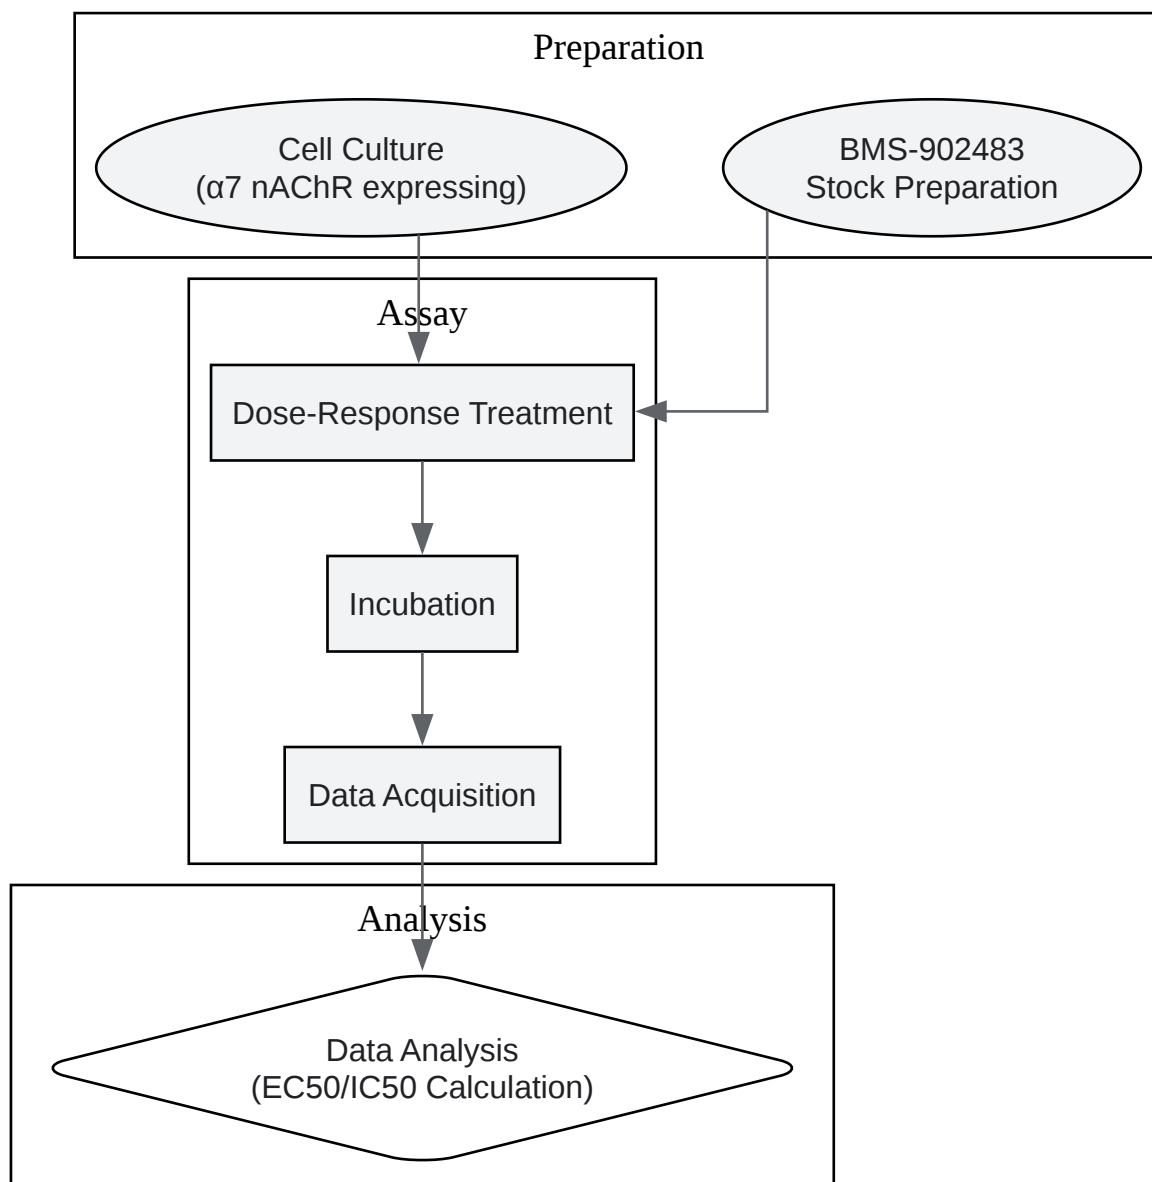 Preparation
Cell Culture
(α7 nAChR expressing)
BMS-902483
Stock Preparation
Assay
Dose-Response Treatment
Incubation
Data Acquisition
Analysis
Data Analysis
(EC50/IC50 Calculation)